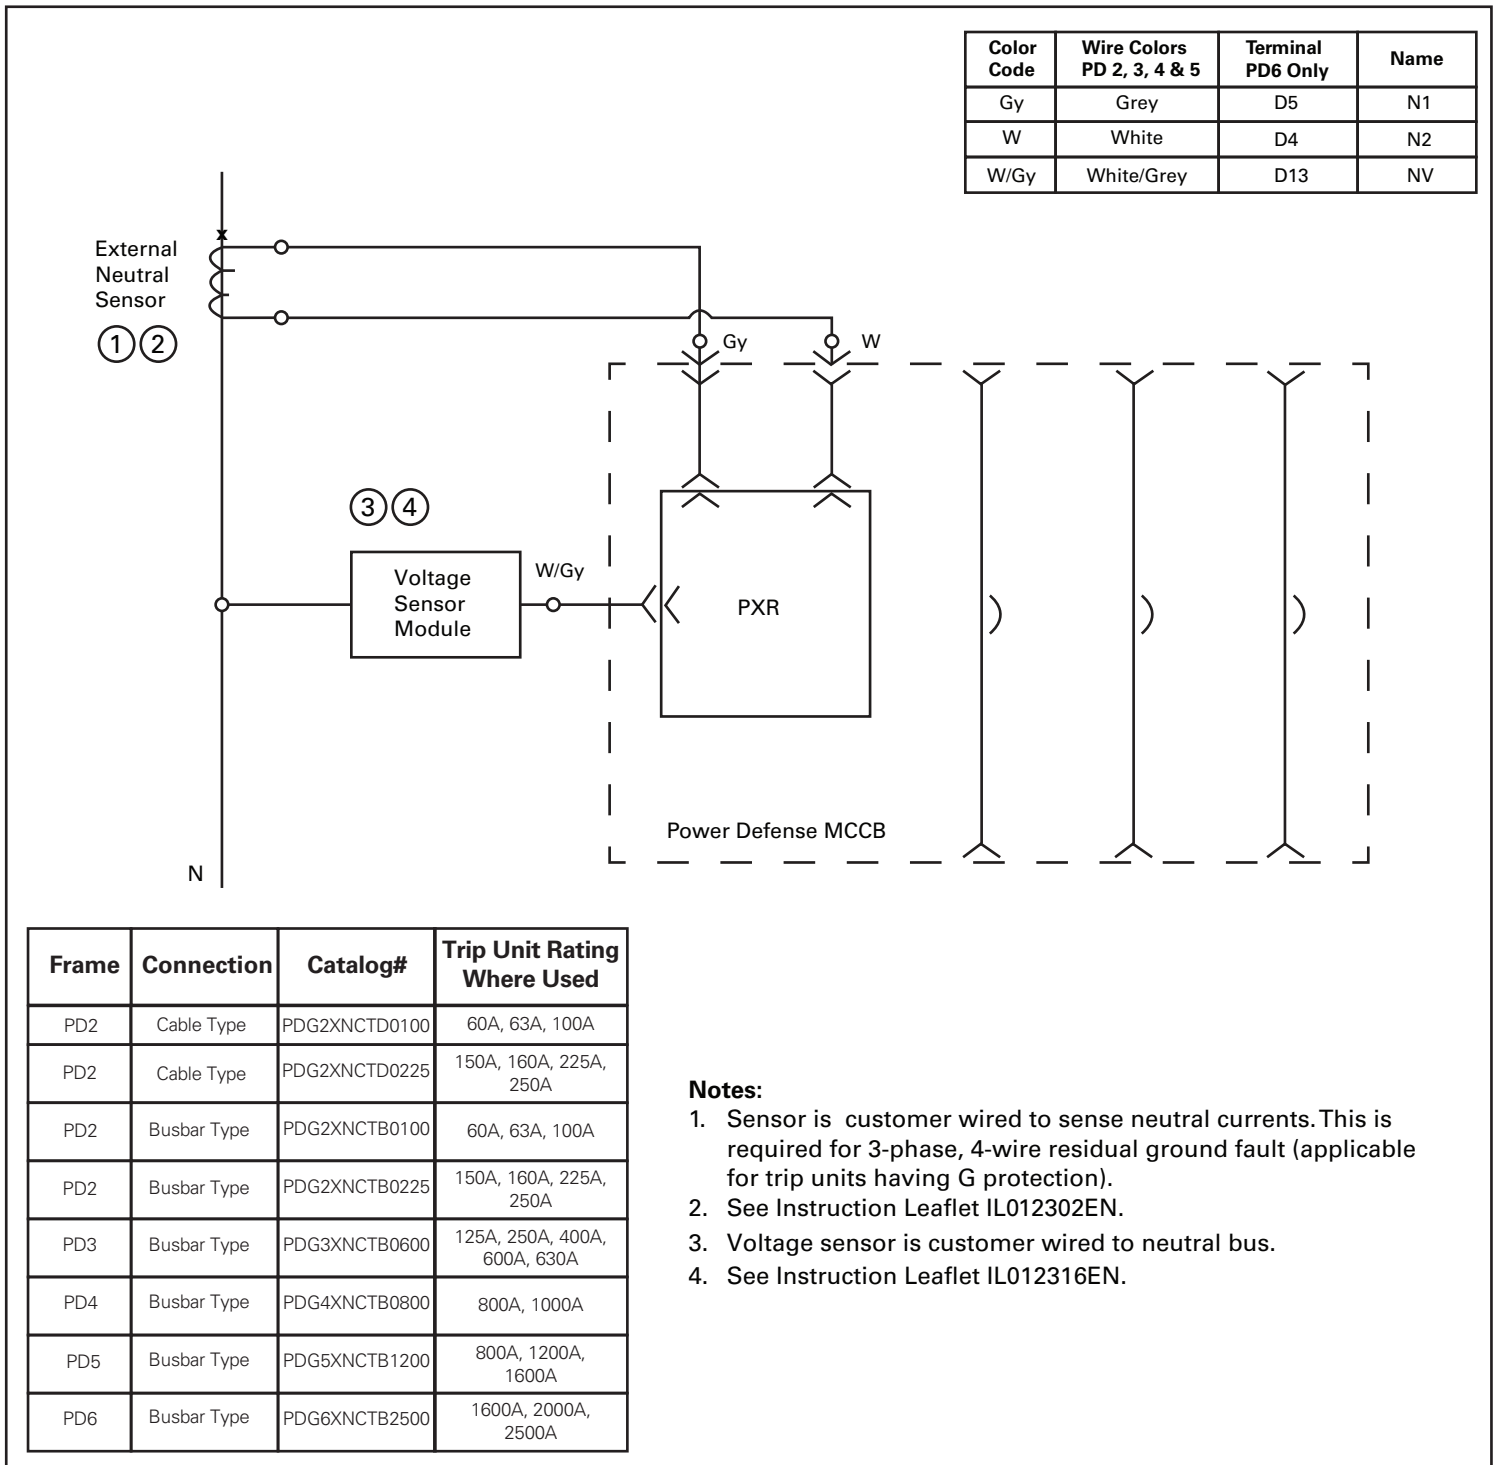 Color Code | Wire Colors PD 2, 3, 4 & 5 | Terminal PD6 Only | Name
Gy | Grey | D5 | N1
W | White | D4 | N2
W/Gy | White/Grey | D13 | NV
x
External
Neutral
Sensor
1 2
Gy
W
3 4
Voltage
Sensor
Module
W/Gy
PXR
Power Defense MCCB
N
Frame | Connection | Catalog# | Trip Unit Rating Where Used
PD2 | Cable Type | PDG2XNCTD0100 | 60A, 63A, 100A
PD2 | Cable Type | PDG2XNCTD0225 | 150A, 160A, 225A, 250A
PD2 | Busbar Type | PDG2XNCTB0100 | 60A, 63A, 100A
PD2 | Busbar Type | PDG2XNCTB0225 | 150A, 160A, 225A, 250A
PD3 | Busbar Type | PDG3XNCTB0600 | 125A, 250A, 400A, 600A, 630A
PD4 | Busbar Type | PDG4XNCTB0800 | 800A, 1000A
PD5 | Busbar Type | PDG5XNCTB1200 | 800A, 1200A, 1600A
PD6 | Busbar Type | PDG6XNCTB2500 | 1600A, 2000A, 2500A
Notes:
1. Sensor is customer wired to sense neutral currents. This is
required for 3-phase, 4-wire residual ground fault (applicable
for trip units having G protection).
2. See Instruction Leaflet IL012302EN.
3. Voltage sensor is customer wired to neutral bus.
4. See Instruction Leaflet IL012316EN.